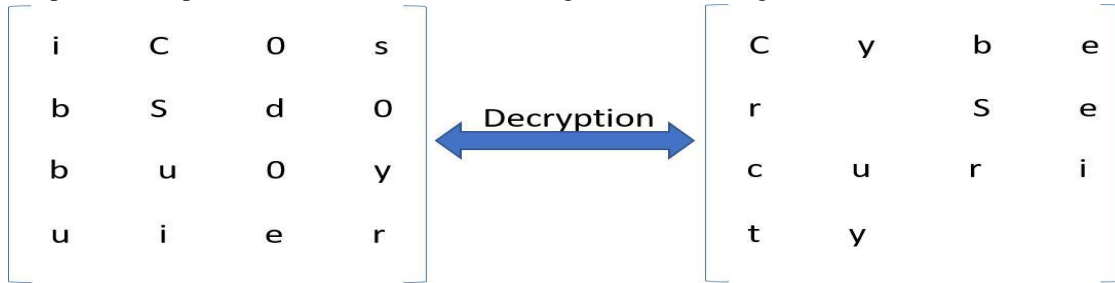 i C 0 s
b S d 0
b u 0 y
u i e r
Decryption
C y b e
r S e
c u r i
t y